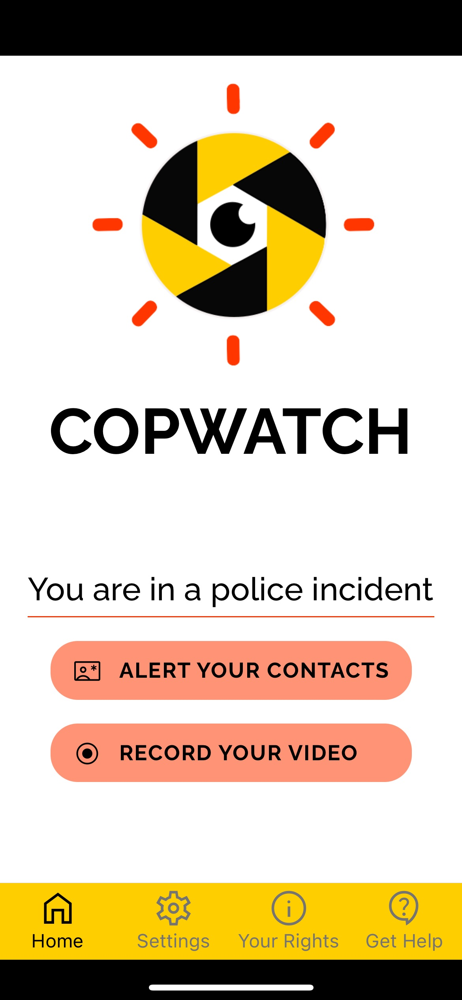 COPWATCH
You are in a police incident
ALERT YOUR CONTACTS
RECORD YOUR VIDEO
Home
Settings
Your Rights
Get Help